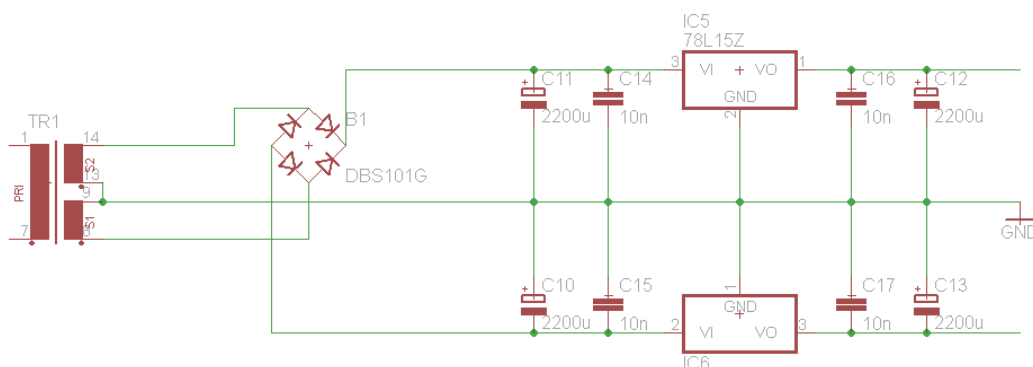 IC5
78L15Z
3
VI
+
VO
1
GND
2
+
C11
2200u
C14
10n
C16
10n
+
C12
2200u
TR1
1
14
S2
13
PRI
9
S1
7
B1
+
DBS101G
GND
+
C10
2200u
C15
10n
1
GND
+
2
VI
VO
3
C17
10n
+
C13
2200u
IC6